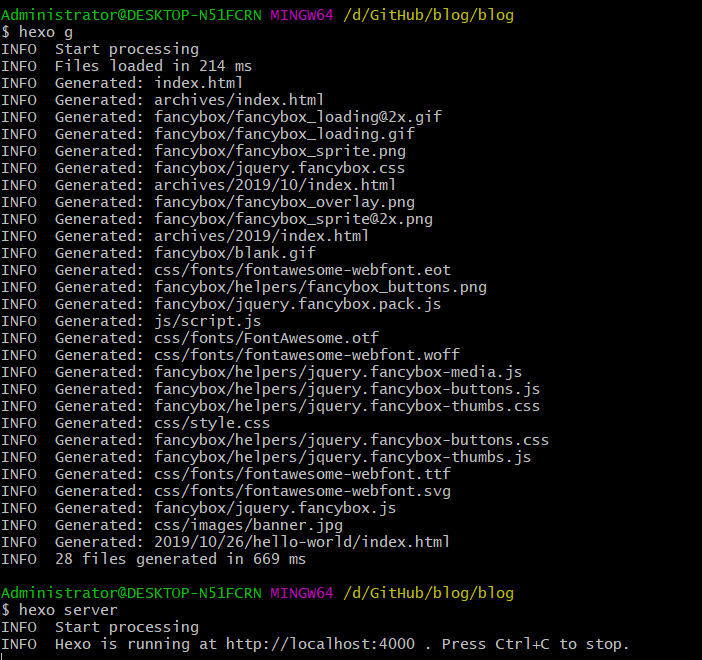 Administrator@DESKTOP-N51FCRN MINGW64 /d/GitHub/blog/blog
$ hexo g
INFO  Start processing
INFO  Files loaded in 214 ms
INFO  Generated: index.html
INFO  Generated: archives/index.html
INFO  Generated: fancybox/fancybox_loading@2x.gif
INFO  Generated: fancybox/fancybox_loading.gif
INFO  Generated: fancybox/fancybox_sprite.png
INFO  Generated: fancybox/jquery.fancybox.css
INFO  Generated: archives/2019/10/index.html
INFO  Generated: fancybox/fancybox_overlay.png
INFO  Generated: fancybox/fancybox_sprite@2x.png
INFO  Generated: archives/2019/index.html
INFO  Generated: fancybox/blank.gif
INFO  Generated: css/fonts/fontawesome-webfont.eot
INFO  Generated: fancybox/helpers/fancybox_buttons.png
INFO  Generated: fancybox/jquery.fancybox.pack.js
INFO  Generated: js/script.js
INFO  Generated: css/fonts/FontAwesome.otf
INFO  Generated: css/fonts/fontawesome-webfont.woff
INFO  Generated: fancybox/helpers/jquery.fancybox-media.js
INFO  Generated: fancybox/helpers/jquery.fancybox-buttons.js
INFO  Generated: fancybox/helpers/jquery.fancybox-thumbs.css
INFO  Generated: css/style.css
INFO  Generated: fancybox/helpers/jquery.fancybox-buttons.css
INFO  Generated: fancybox/helpers/jquery.fancybox-thumbs.js
INFO  Generated: css/fonts/fontawesome-webfont.ttf
INFO  Generated: css/fonts/fontawesome-webfont.svg
INFO  Generated: fancybox/jquery.fancybox.js
INFO  Generated: css/images/banner.jpg
INFO  Generated: 2019/10/26/hello-world/index.html
INFO  28 files generated in 669 ms
Administrator@DESKTOP-N51FCRN MINGW64 /d/GitHub/blog/blog
$ hexo server
INFO  Start processing
INFO  Hexo is running at http://localhost:4000 . Press Ctrl+C to stop.